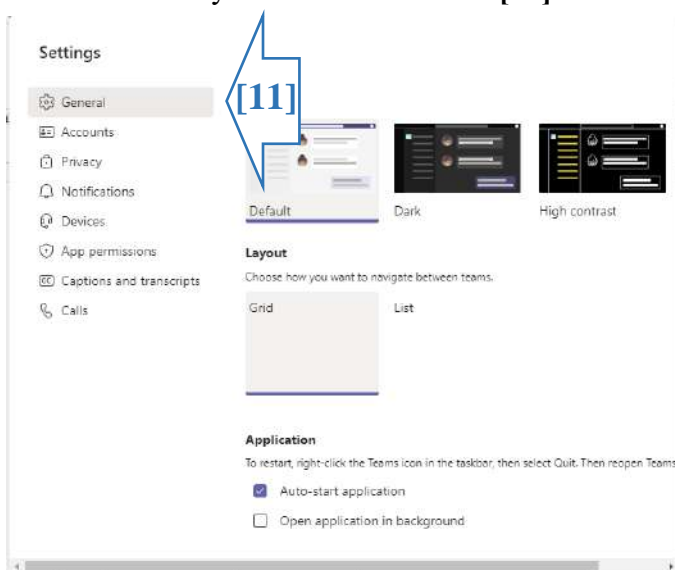 Settings
General
[11]
Accounts
Privacy
Notifications
Devices
App permissions
Captions and transcripts
Calls
Default
Dark
High contrast
Layout
Choose how you want to navigate between teams.
Grid
List
Application
To restart, right-click the Teams icon in the taskbar, then select Quit. Then reopen Teams
Auto-start application
Open application in background